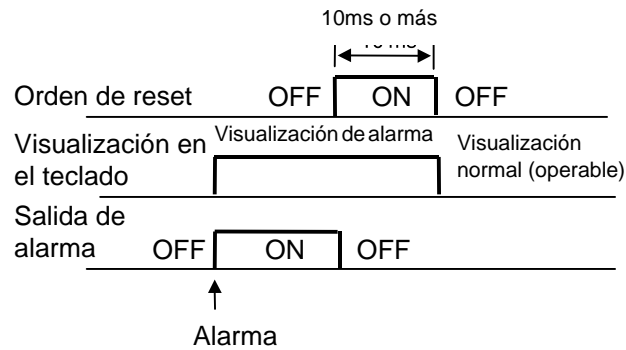 10ms o más
Orden de reset OFF ON OFF
Visualización en el teclado
Visualización de alarma
Visualización normal (operable)
Salida de alarma OFF ON OFF
Alarma